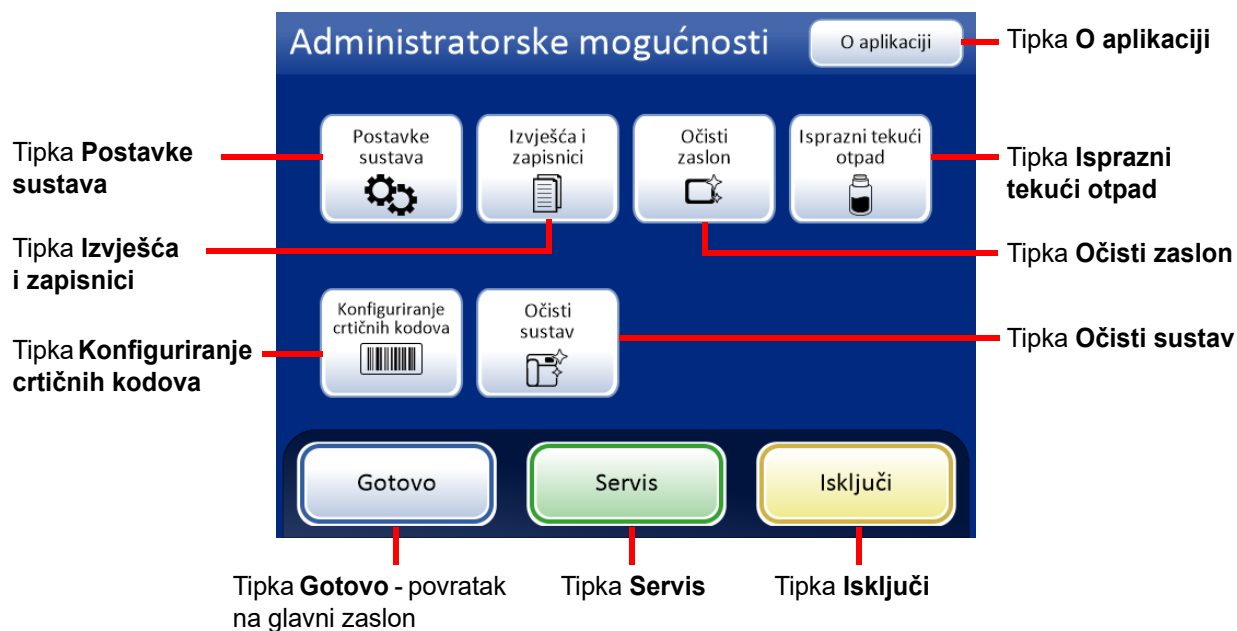 Administratorske mogućnosti
O aplikaciji
Tipka O aplikaciji
Postavke
sustava
Izvješća i
zapisnici
Očisti
zaslon
Isprazni tekući
otpad
Tipka Postavke
sustava
Tipka Isprazni
tekući otpad
Tipka Izvješća
i zapisnici
Tipka Očisti zaslon
Konfiguriranje
crtičnih kodova
Očisti
sustav
Tipka Konfiguriranje
crtičnih kodova
Tipka Očisti sustav
Gotovo
Servis
Isključi
Tipka Gotovo - povratak
na glavni zaslon
Tipka Servis
Tipka Isključi